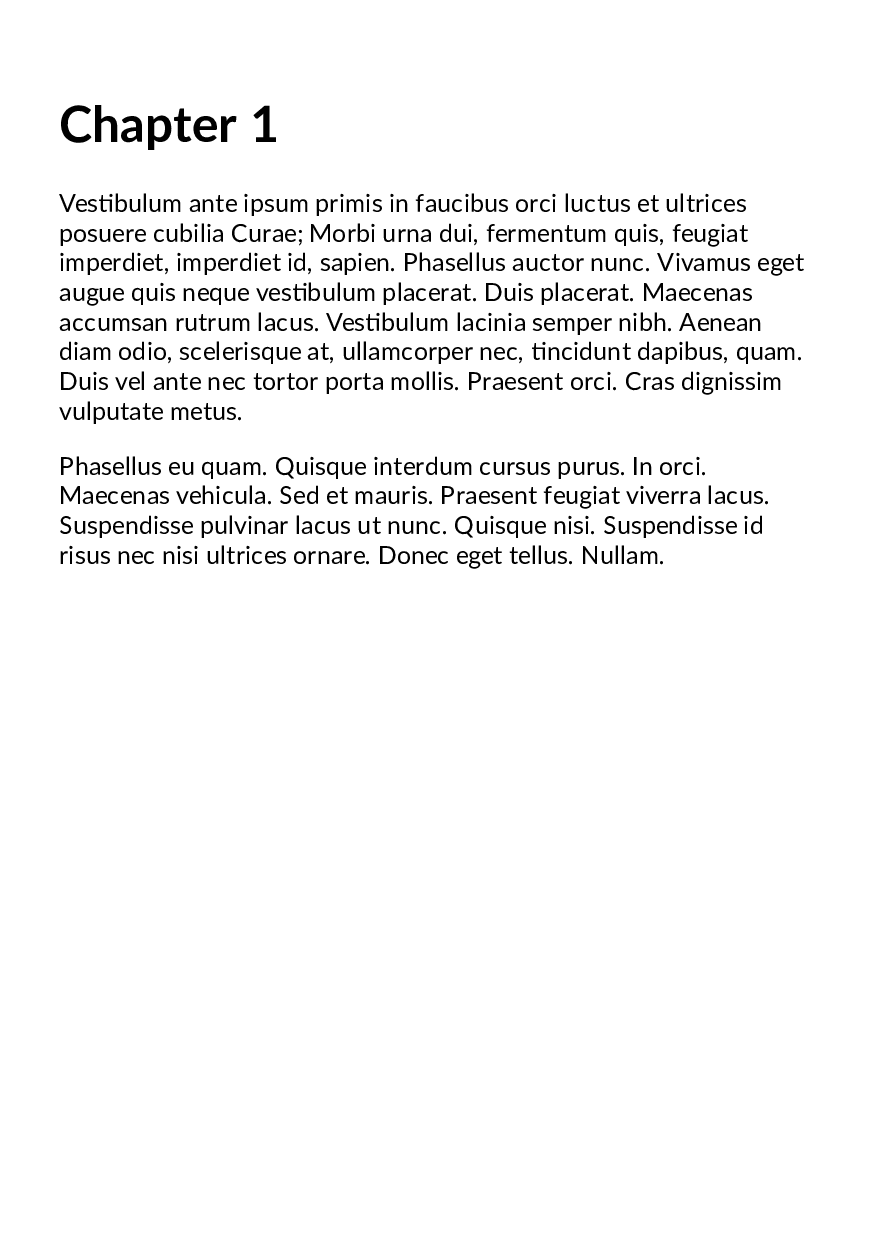 Chapter 1
Vestibulum ante ipsum primis in faucibus orci luctus et ultrices
posuere cubilia Curae; Morbi urna dui, fermentum quis, feugiat
imperdiet, imperdiet id, sapien. Phasellus auctor nunc. Vivamus eget
augue quis neque vestibulum placerat. Duis placerat. Maecenas
accumsan rutrum lacus. Vestibulum lacinia semper nibh. Aenean
diam odio, scelerisque at, ullamcorper nec, tincidunt dapibus, quam.
Duis vel ante nec tortor porta mollis. Praesent orci. Cras dignissim
vulputate metus.
Phasellus eu quam. Quisque interdum cursus purus. In orci.
Maecenas vehicula. Sed et mauris. Praesent feugiat viverra lacus.
Suspendisse pulvinar lacus ut nunc. Quisque nisi. Suspendisse id
risus nec nisi ultrices ornare. Donec eget tellus. Nullam.